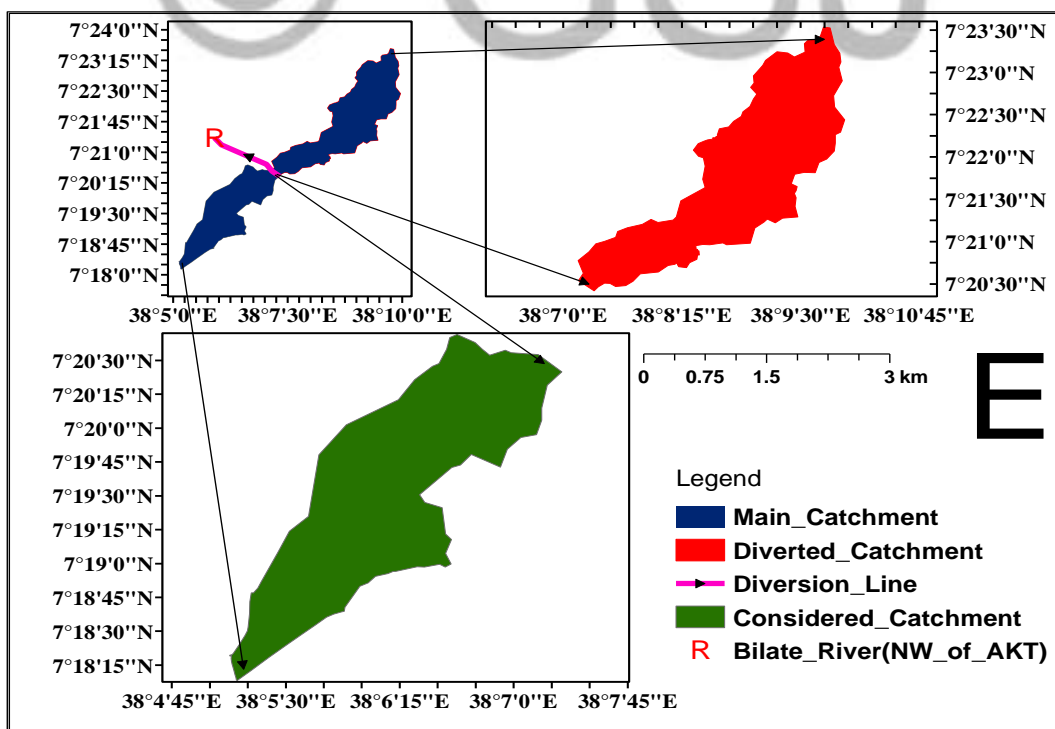 7°24'0"N
7°23'15"N
7°22'30"N
7°21'45"N
7°21'0"N
7°20'15"N
7°19'30"N
7°18'45"N
7°18'0"N
R
38°5'0"E 38°7'30"E 38°10'0"E
7°23'30"N
7°23'0"N
7°22'30"N
7°22'0"N
7°21'30"N
7°21'0"N
7°20'30"N
38°7'0"E 38°8'15"E 38°9'30"E 38°10'45"E
7°20'30"N
7°20'15"N
7°20'0"N
7°19'45"N
7°19'30"N
7°19'15"N
7°19'0"N
7°18'45"N
7°18'30"N
7°18'15"N
38°4'45"E 38°5'30"E 38°6'15"E 38°7'0"E 38°7'45"E
0 0.75 1.5 3 km
E
Legend
Main_Catchment
Diverted_Catchment
Diversion_Line
Considered_Catchment
R Bilate_River(NW_of_AKT)